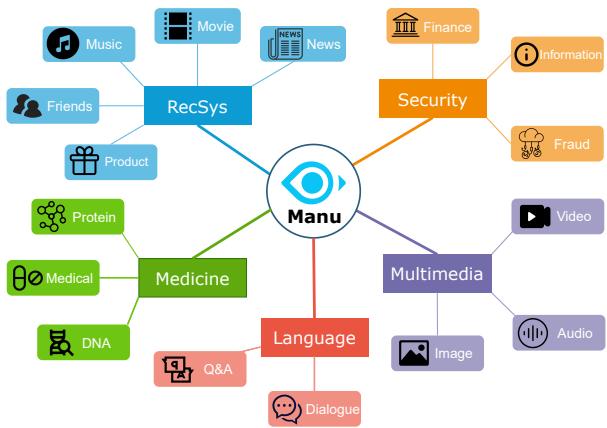 Music
Movie
NEWS
News
Friends
RecSys
Product
Finance
Information
Security
Fraud
Manu
Protein
Medical
Medicine
DNA
Language
Q
A
Q&A
Dialogue
Multimedia
Video
Audio
Image